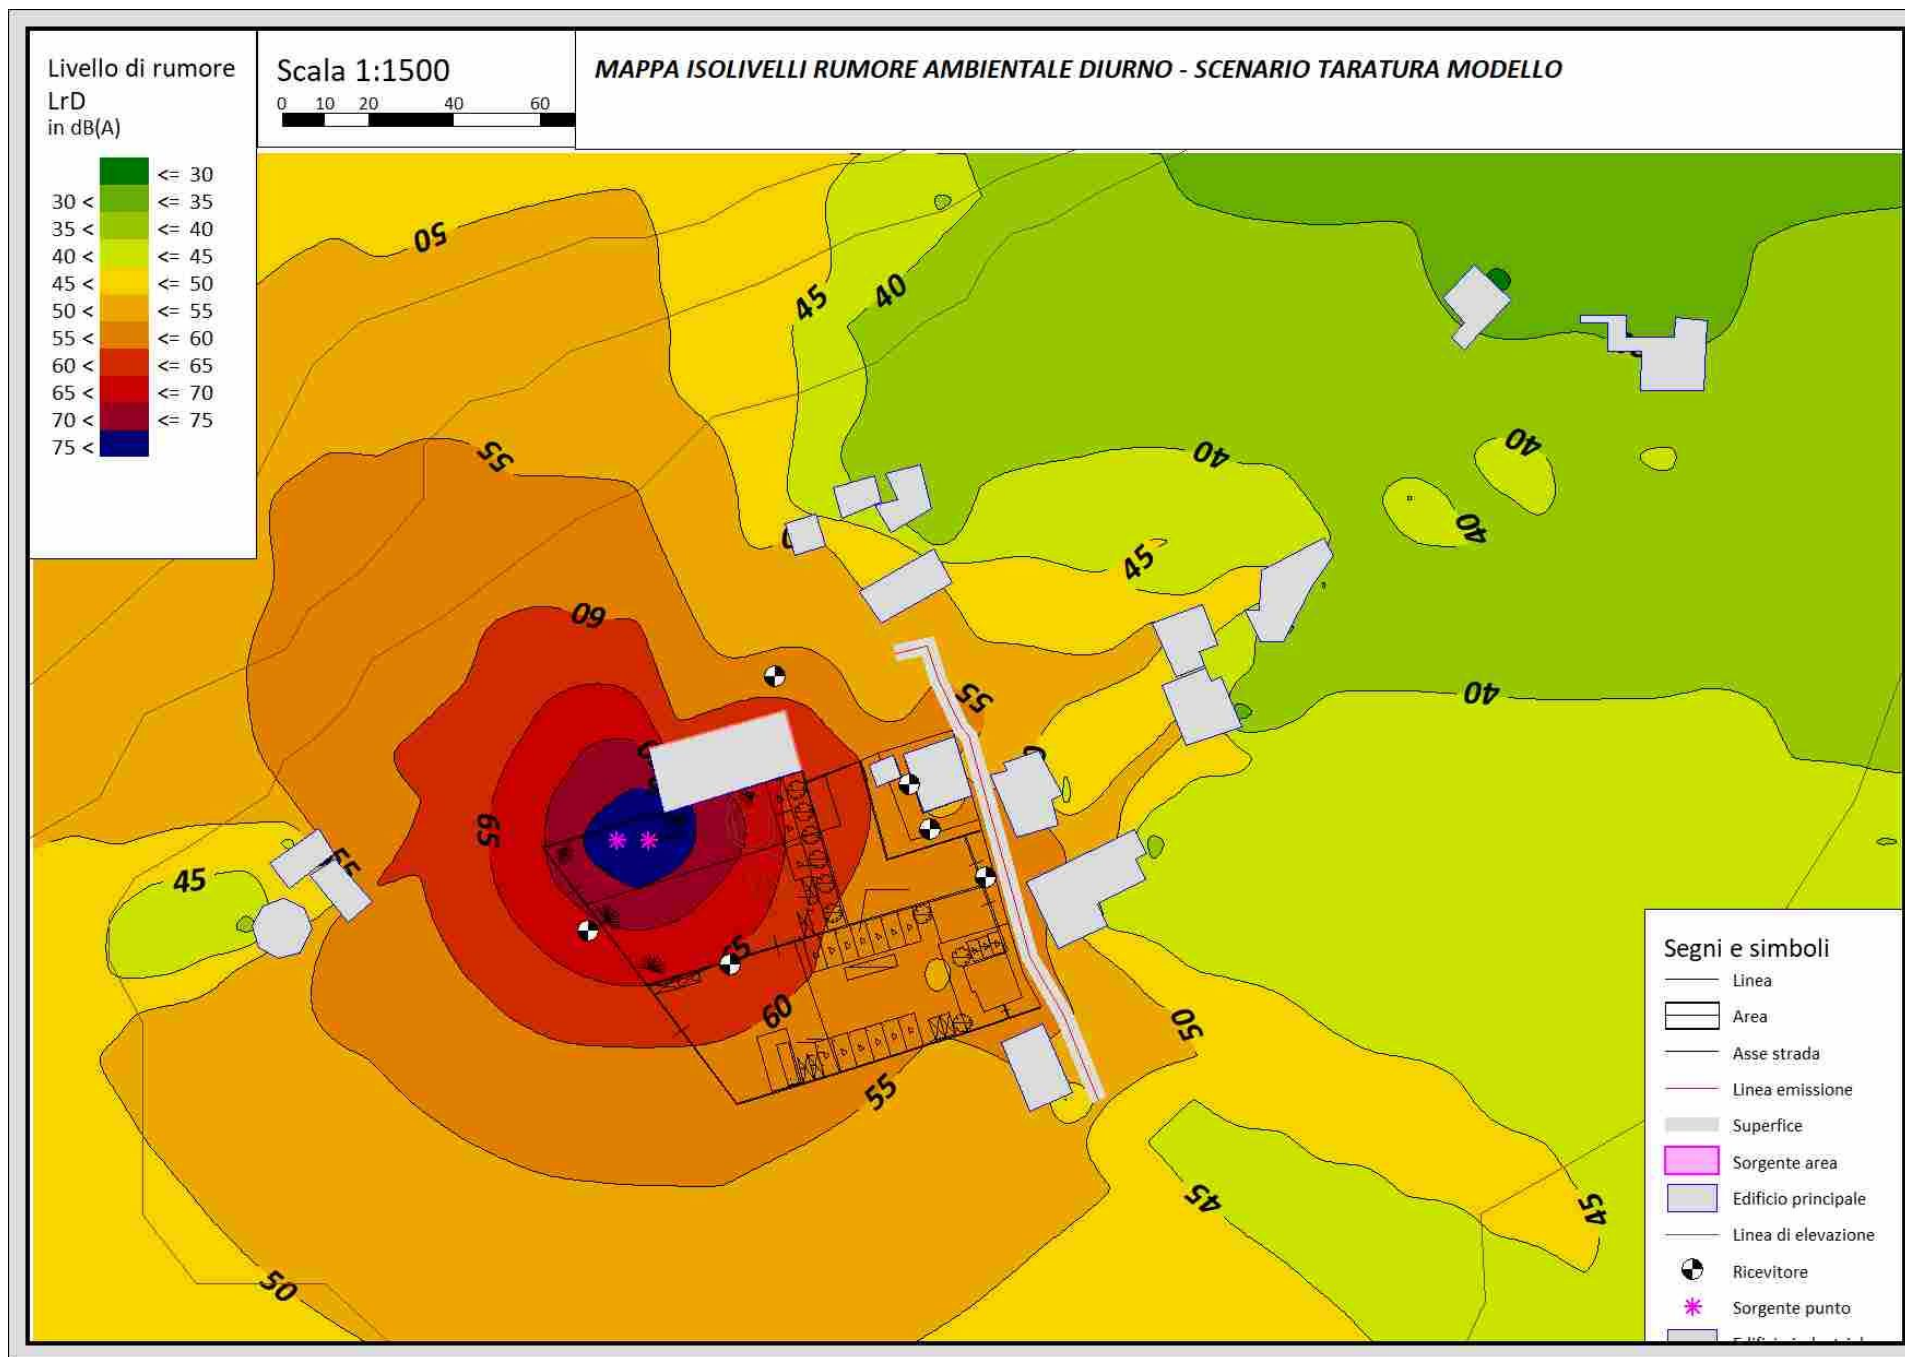 Livello di rumore
LrD
in dB(A)
<= 30
30 < <= 35
35 < <= 40
40 < <= 45
45 < <= 50
50 < <= 55
55 < <= 60
60 < <= 65
65 < <= 70
70 < <= 75
75 <
Scala 1:1500
0 10 20 40 60
MAPPA ISOLIVELLI RUMORE AMBIENTALE DIURNO - SCENARIO TARATURA MODELLO
50
45
40
55
40
40
40
45
60
55
40
65
45
55
65
60
50
55
45
45
50
Segni e simboli
Linea
Area
Asse strada
Linea emissione
Superfice
Sorgente area
Edificio principale
Linea di elevazione
Ricevitore
Sorgente punto